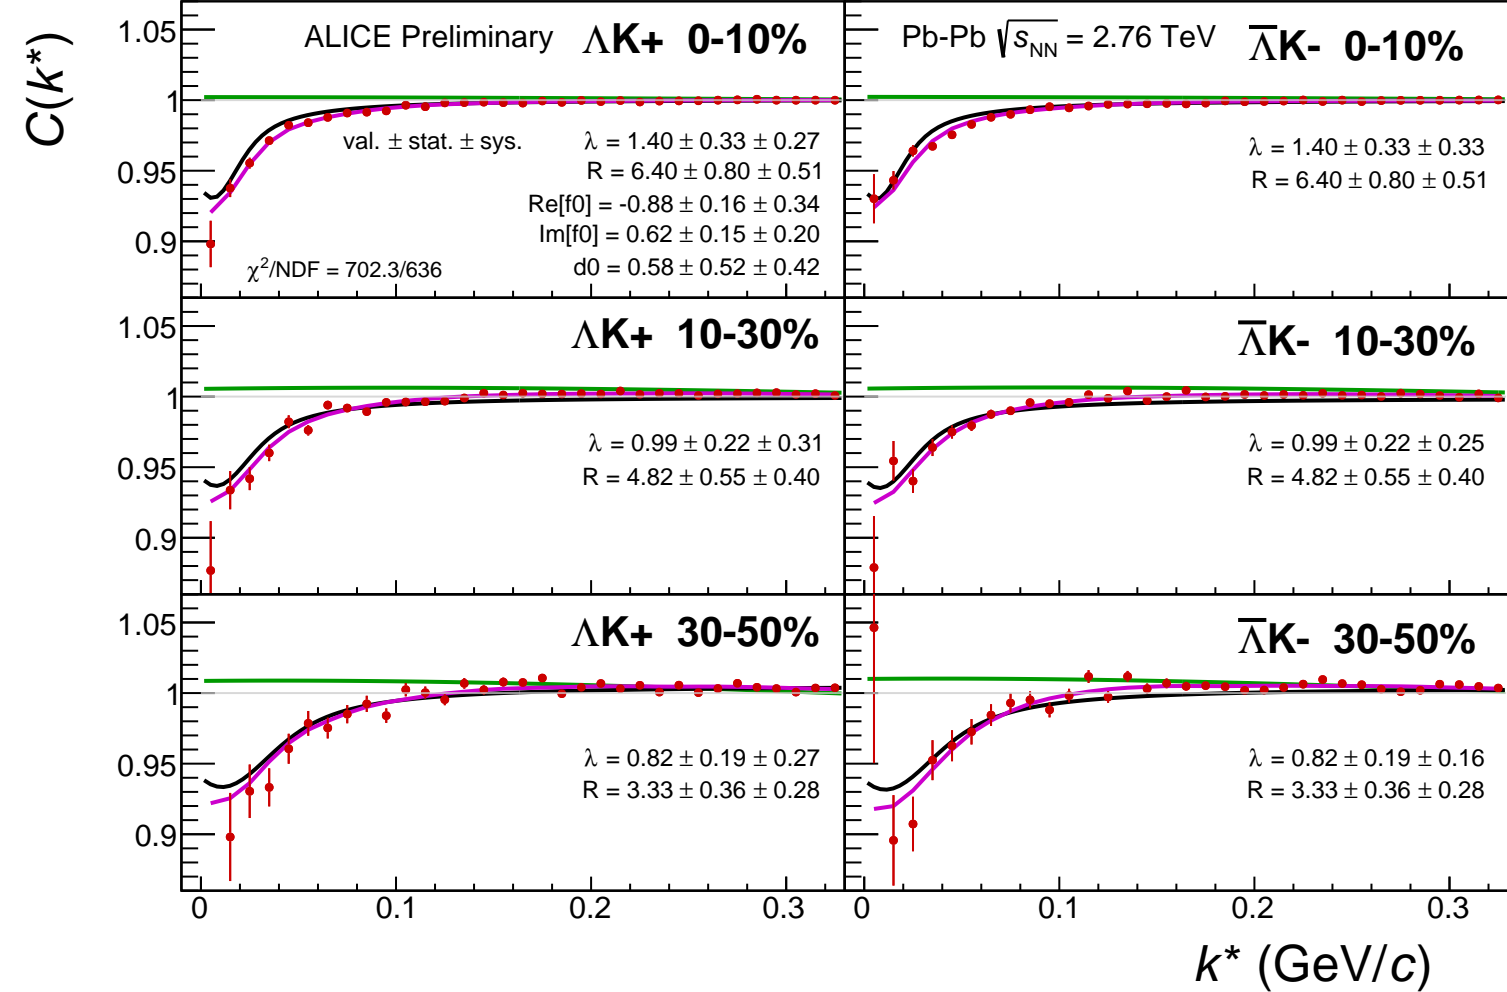 C(k*)
ALICE Preliminary ΛK+ 0-10%
val. ± stat. ± sys.
λ = 1.40 ± 0.33 ± 0.27
R = 6.40 ± 0.80 ± 0.51
Re[f0] = -0.88 ± 0.16 ± 0.34
Im[f0] = 0.62 ± 0.15 ± 0.20
d0 = 0.58 ± 0.52 ± 0.42
χ²/NDF = 702.3/636
1.05
1
0.95
0.9
Pb-Pb √s_NN = 2.76 TeV Λ̅K- 0-10%
λ = 1.40 ± 0.33 ± 0.33
R = 6.40 ± 0.80 ± 0.51
ΛK+ 10-30%
λ = 0.99 ± 0.22 ± 0.31
R = 4.82 ± 0.55 ± 0.40
1.05
1
0.95
0.9
Λ̅K- 10-30%
λ = 0.99 ± 0.22 ± 0.25
R = 4.82 ± 0.55 ± 0.40
ΛK+ 30-50%
λ = 0.82 ± 0.19 ± 0.27
R = 3.33 ± 0.36 ± 0.28
1.05
1
0.95
0.9
Λ̅K- 30-50%
λ = 0.82 ± 0.19 ± 0.16
R = 3.33 ± 0.36 ± 0.28
0 0.1 0.2 0.3
0 0.1 0.2 0.3
k* (GeV/c)